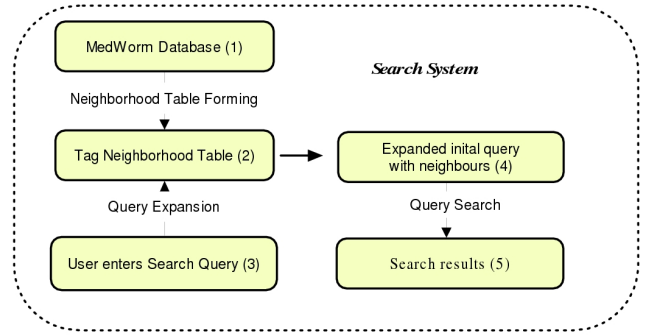 MedWorm Database (1)
Search System
Neighborhood Table Forming
Tag Neighborhood Table (2)
Expanded inital query
with neighbours (4)
Query Expansion
Query Search
User enters Search Query (3)
Search results (5)